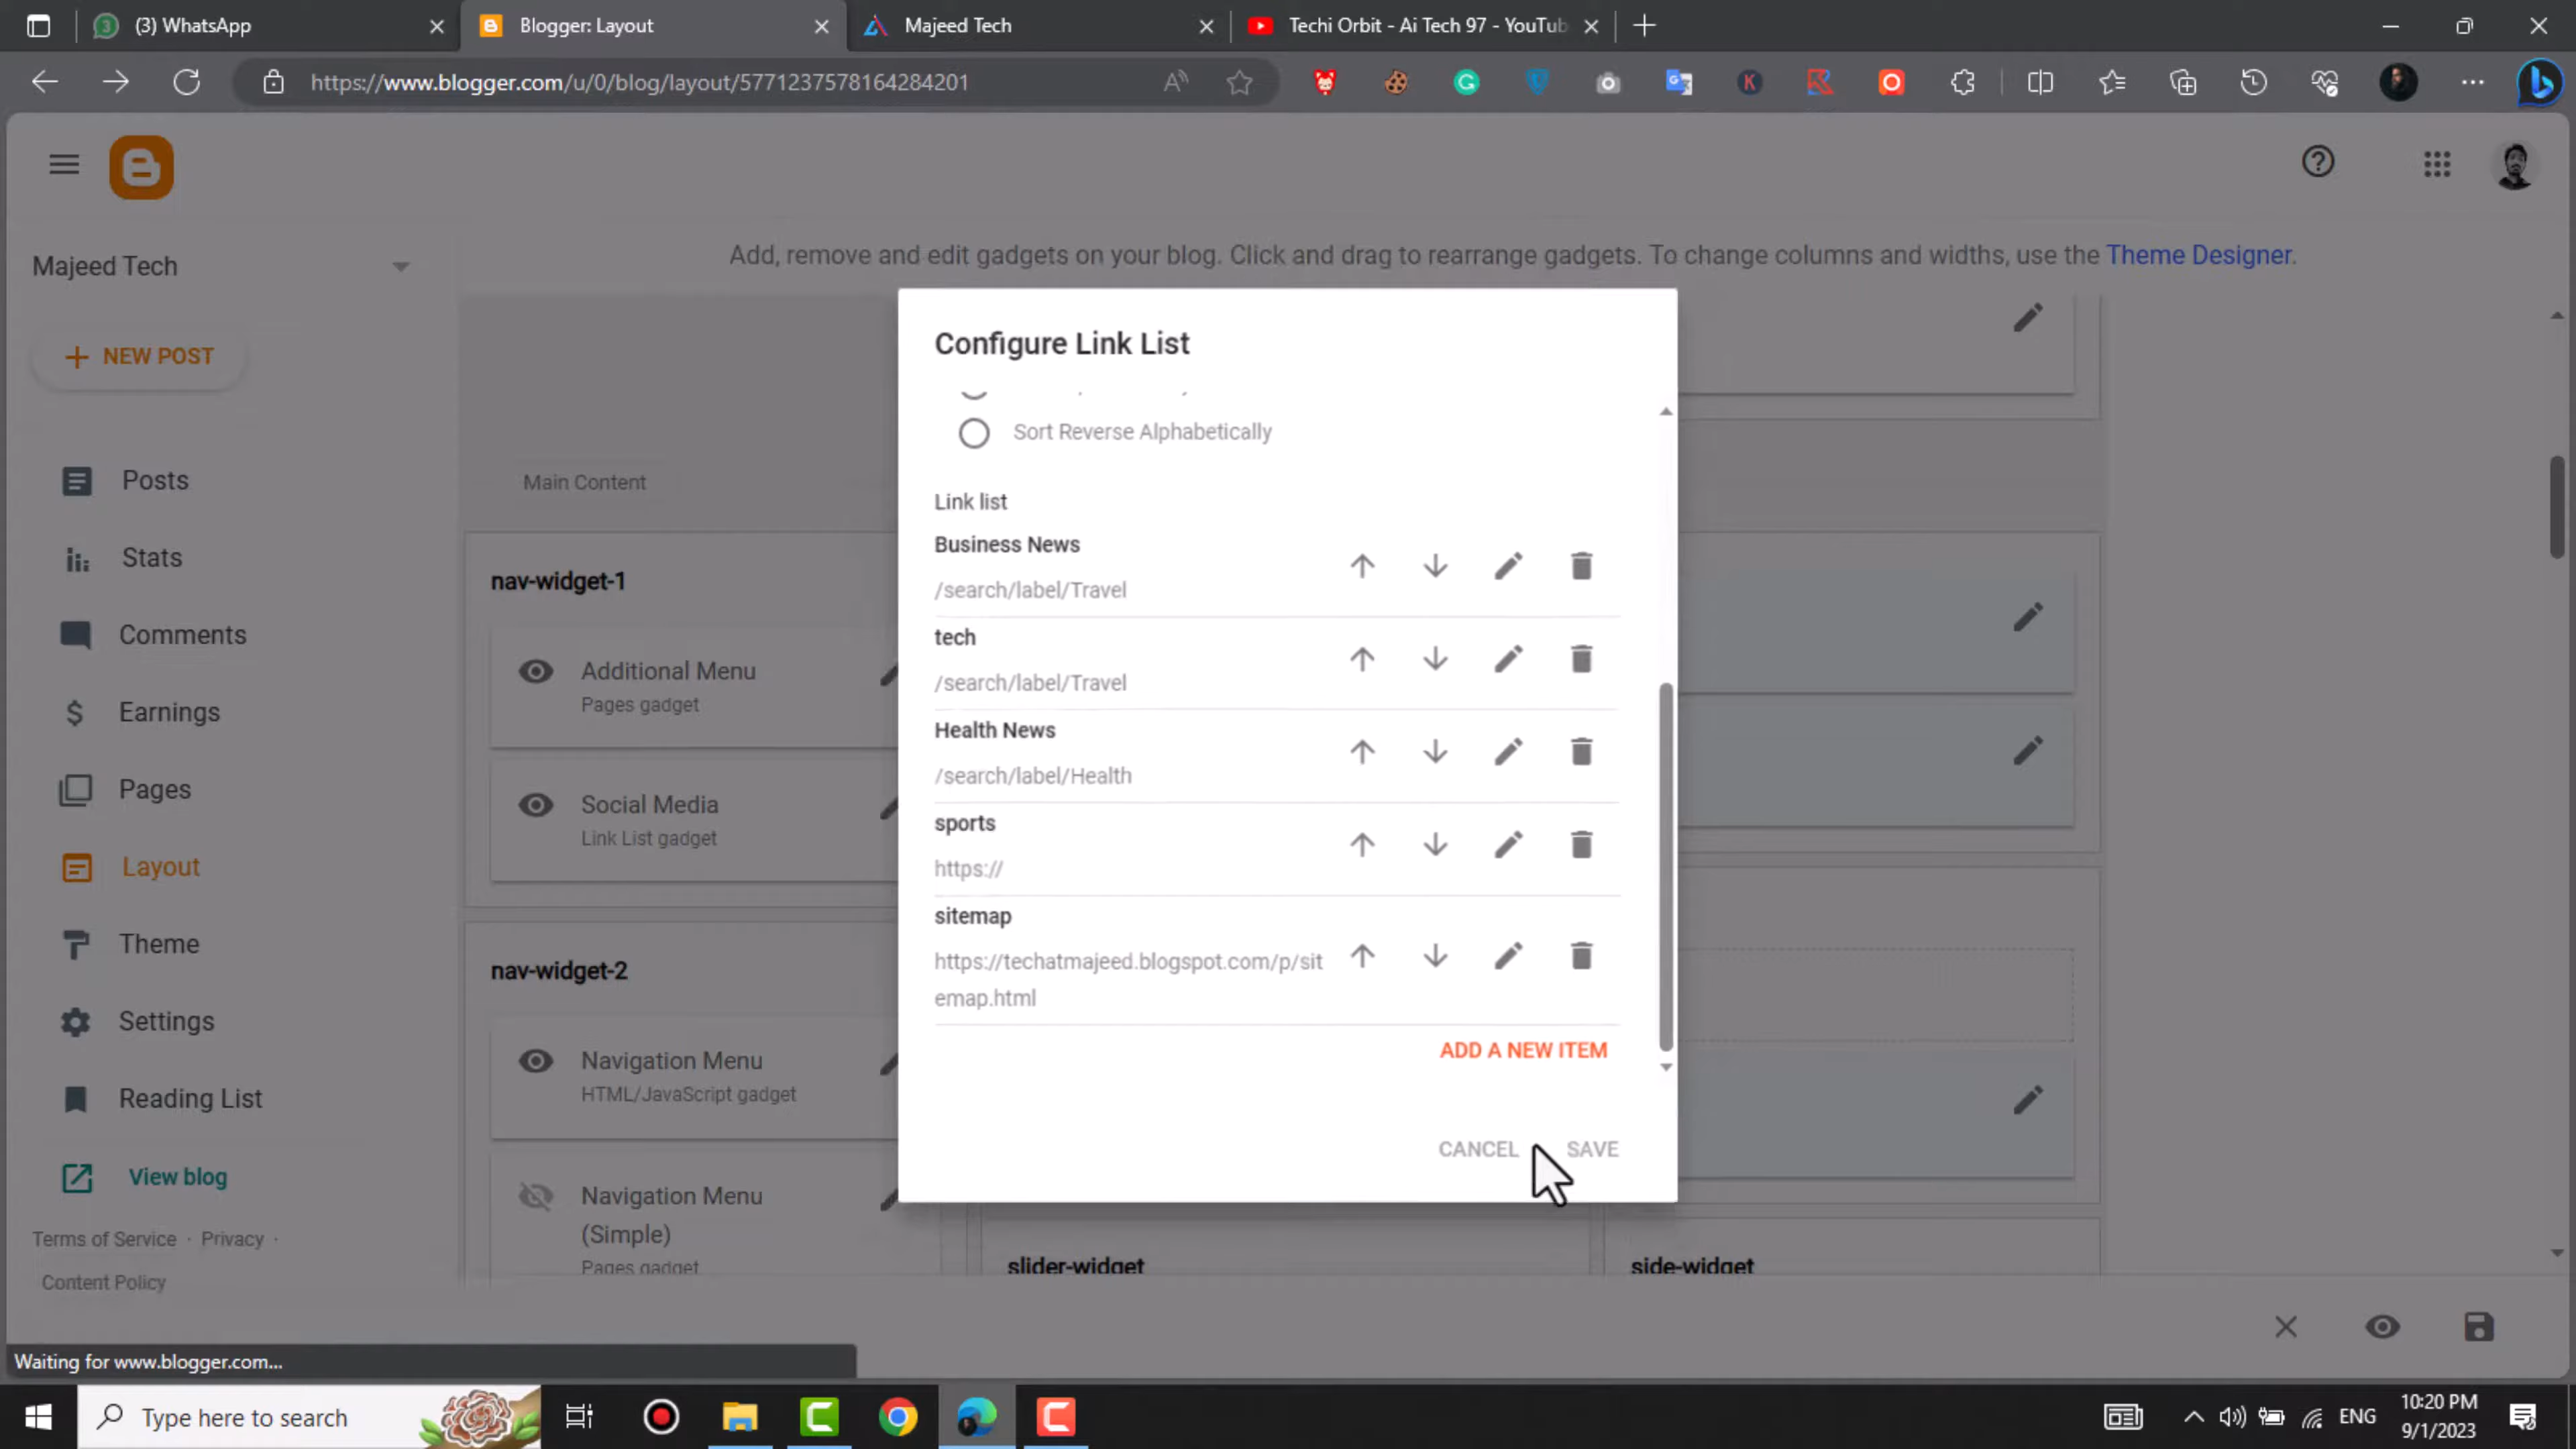 (3) WhatsApp
Blogger: Layout
Majeed Tech
Techi Orbit - Ai Tech 97 - YouTub
https://www.blogger.com/u/0/blog/layout/5771237578164284201
Majeed Tech
Add, remove and edit gadgets on your blog. Click and drag to rearrange gadgets. To change columns and widths, use the Theme Designer.
NEW POST
Posts
Stats
Comments
Earnings
Pages
Layout
Theme
Settings
Reading List
View blog
Terms of Service · Privacy ·
Content Policy
Main Content
nav-widget-1
Additional Menu
Pages gadget
Social Media
Link List gadget
nav-widget-2
Navigation Menu
HTML/JavaScript gadget
Navigation Menu
(Simple)
Pages gadget
Configure Link List
Sort Reverse Alphabetically
Link list
Business News
/search/label/Travel
tech
/search/label/Travel
Health News
/search/label/Health
sports
https://
sitemap
https://techatmajeed.blogspot.com/p/sit
emap.html
ADD A NEW ITEM
CANCEL
SAVE
slider-widget
side-widget
Waiting for www.blogger.com...
Type here to search
ENG
10:20 PM
9/1/2023